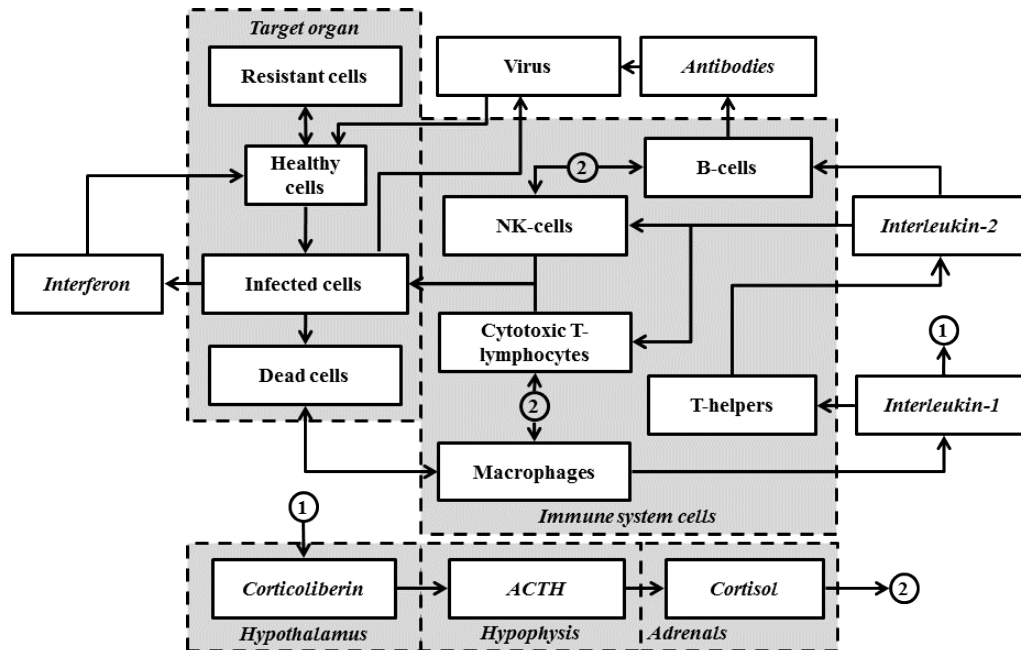 Target organ
Resistant cells
Virus
Antibodies
Healthy
cells
2
B-cells
NK-cells
Interleukin-2
Interferon
Infected cells
Cytotoxic T-
lymphocytes
1
Dead cells
2
T-helpers
Interleukin-1
Macrophages
1
Immune system cells
Corticoliberin
ACTH
Cortisol
2
Hypothalamus
Hypophysis
Adrenals